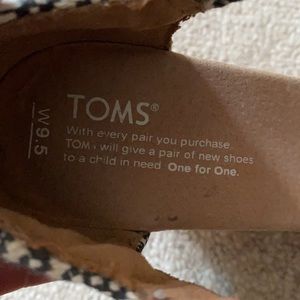 TOMS®
With every pair you purchase
TOMS will give a pair of new shoes
to a child in need. One for One.
W9.5